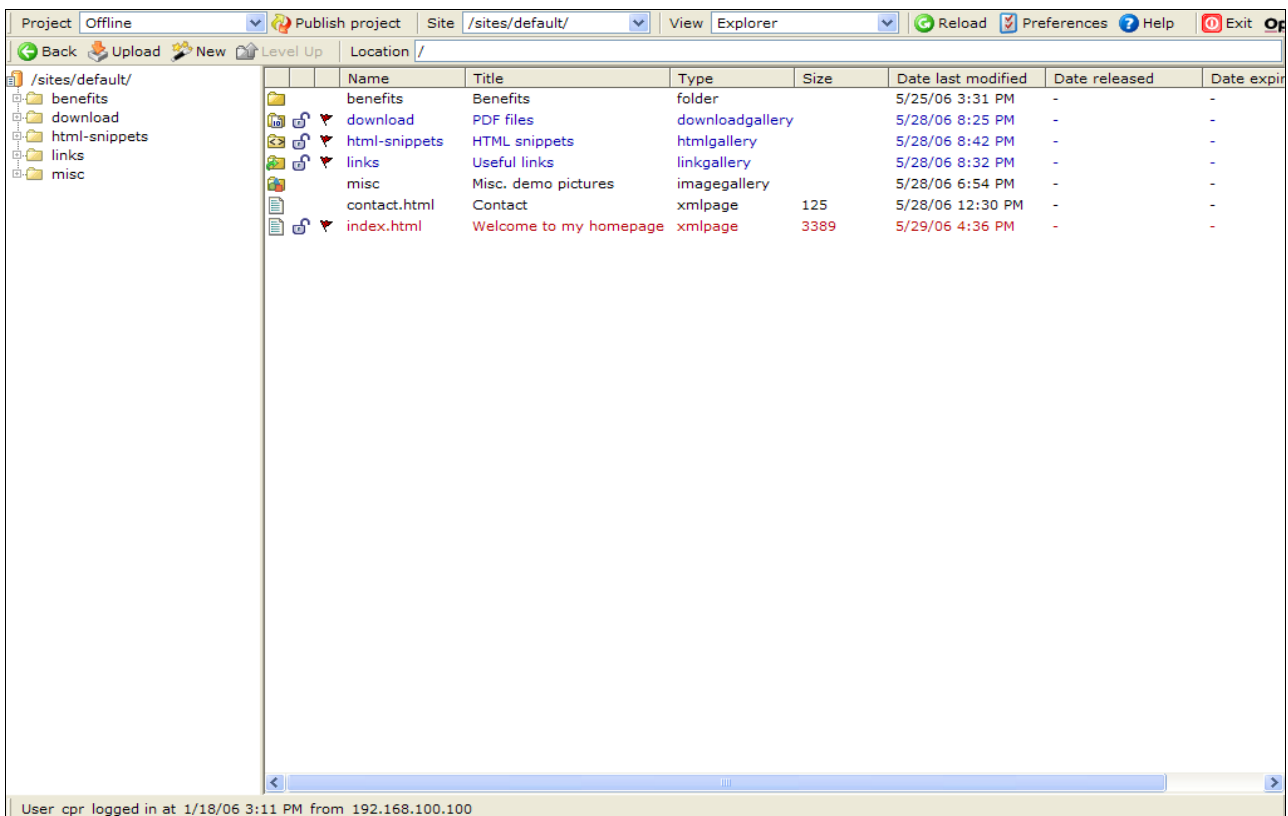 Project Offline Publish project Site /sites/default/ View Explorer Reload Preferences Help Exit
Back Upload New Level Up Location /
/sites/default/
benefits
download
html-snippets
links
misc
Name Title Type Size Date last modified Date released Date expir
benefits Benefits folder 5/25/06 3:31 PM - -
download PDF files downloadgallery 5/28/06 8:25 PM - -
html-snippets HTML snippets htmlgallery 5/28/06 8:42 PM - -
links Useful links linkgallery 5/28/06 8:32 PM - -
misc Misc. demo pictures imagegallery 5/28/06 6:54 PM - -
contact.html Contact xmlpage 125 5/28/06 12:30 PM - -
index.html Welcome to my homepage xmlpage 3389 5/29/06 4:36 PM - -
User cpr logged in at 1/18/06 3:11 PM from 192.168.100.100